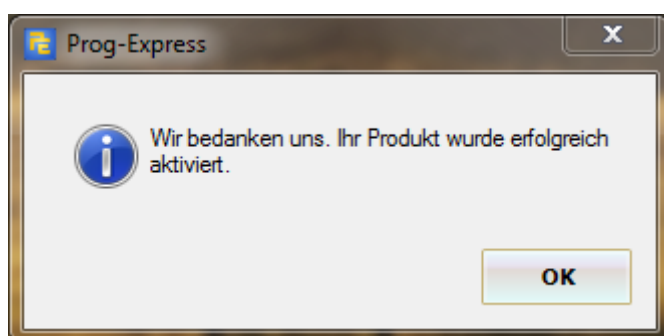 Prog-Express
Wir bedanken uns. Ihr Produkt wurde erfolgreich
aktiviert.
OK